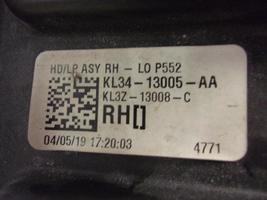 HD/LP ASY RH - LO P552
KL34-13005-AA
KL3Z-13008-C
RH[]
04/05/19 17:20:03
4771